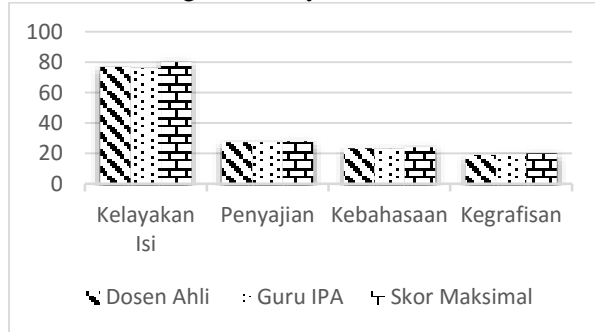 100
80
60
40
20
0
Kelayakan Isi
Penyajian
Kebahasaan
Kegrafisan
Dosen Ahli
Guru IPA
Skor Maksimal